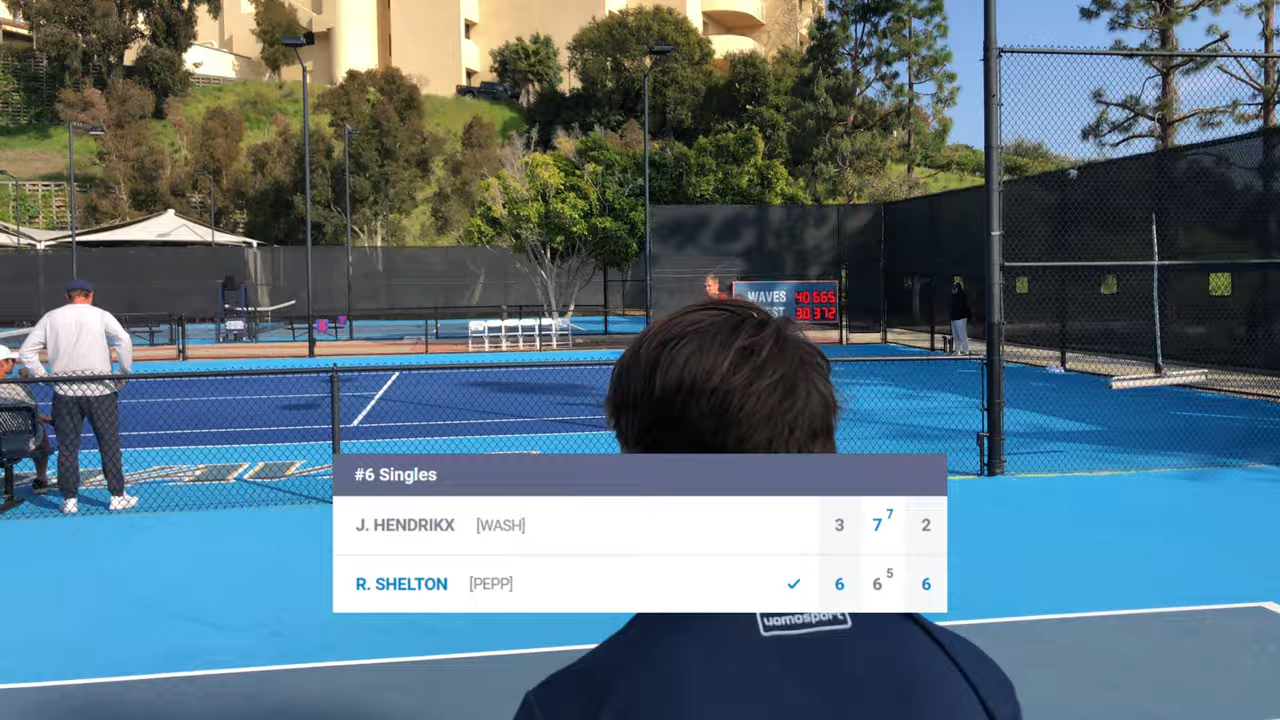 WAVES 40 665
EST 30 372
#6 Singles
J. HENDRIKX [WASH] 3 7 7 2
R. SHELTON [PEPP] ✓ 6 6 5 6
uomosport